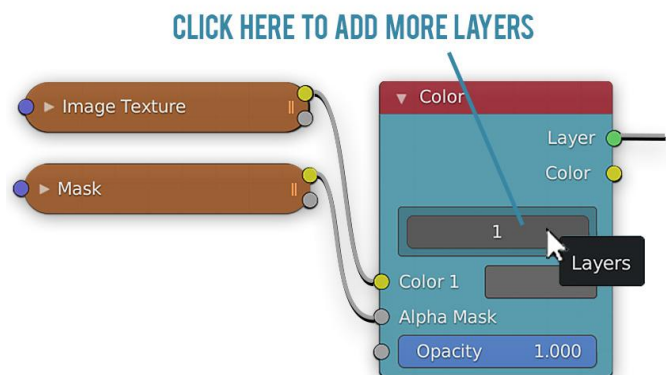 CLICK HERE TO ADD MORE LAYERS
Image Texture
Color
Layer
Mask
Color
1
Layers
Color 1
Alpha Mask
Opacity 1.000